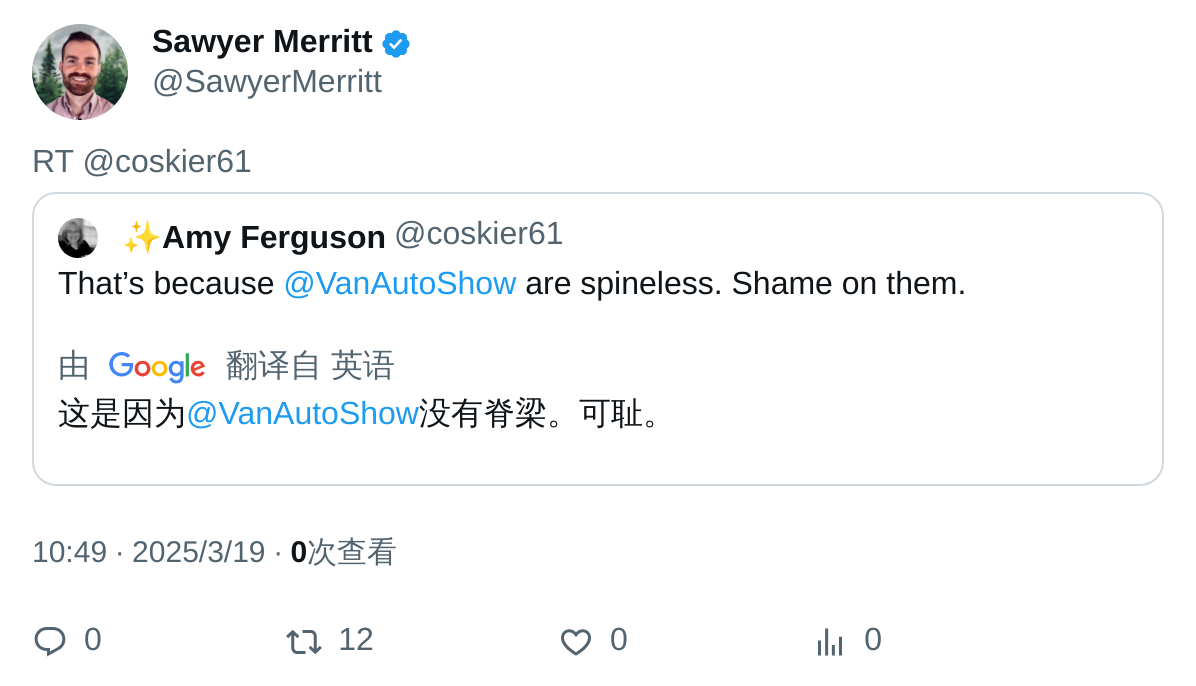 Sawyer Merritt
@SawyerMerritt
RT @coskier61
✨Amy Ferguson @coskier61
That’s because @VanAutoShow are spineless. Shame on them.
由 Google 翻译自 英语
这是因为@VanAutoShow没有脊梁。可耻。
10:49 · 2025/3/19 · 0次查看
0 12 0 0